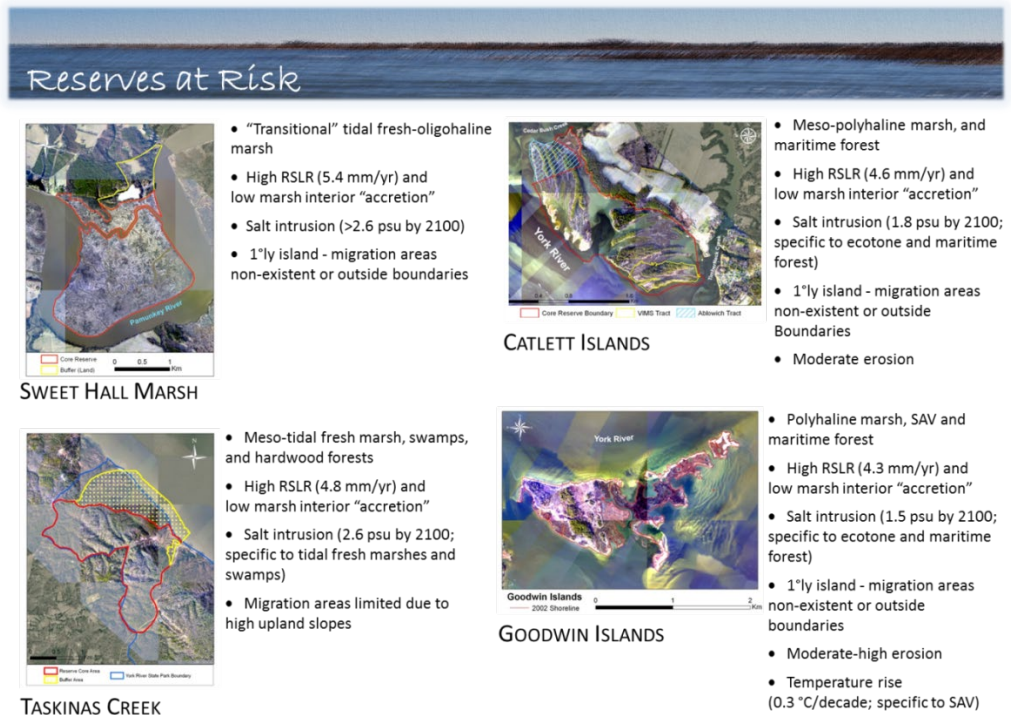 Reserves at Risk
• "Transitional" tidal fresh-oligohaline
marsh
• High RSLR (5.4 mm/yr) and
low marsh interior "accretion"
• Salt intrusion (>2.6 psu by 2100)
• 1°ly island - migration areas
non-existent or outside boundaries
Pamunkey River
Core Reserve
Buffer (Land)
0 0.5 1
Km
SWEET HALL MARSH
• Meso-polyhaline marsh, and
maritime forest
• High RSLR (4.6 mm/yr) and
low marsh interior "accretion"
• Salt intrusion (1.8 psu by 2100;
specific to ecotone and maritime
forest)
• 1°ly island - migration areas
non-existent or outside
Boundaries
• Moderate erosion
Cedar Bush Creek
York River
Core Reserve Boundary VIMS Tract Ablowich Tract
CATLETT ISLANDS
• Meso-tidal fresh marsh, swamps,
and hardwood forests
• High RSLR (4.8 mm/yr) and
low marsh interior "accretion"
• Salt intrusion (2.6 psu by 2100;
specific to tidal fresh marshes and
swamps)
• Migration areas limited due to
high upland slopes
N
Reserve Core Area
Buffer Area
York River State Park Boundary
TASKINAS CREEK
• Polyhaline marsh, SAV and
maritime forest
• High RSLR (4.3 mm/yr) and
low marsh interior "accretion"
• Salt intrusion (1.5 psu by 2100;
specific to ecotone and maritime
forest)
• 1°ly island - migration areas
non-existent or outside
boundaries
• Moderate-high erosion
• Temperature rise
(0.3 °C/decade; specific to SAV)
York River
Goodwin Islands
2002 Shoreline
0 1 2
Km
GOODWIN ISLANDS